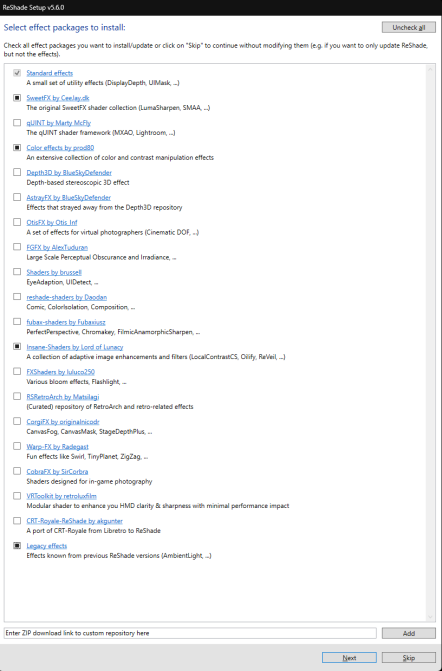 ReShade Setup v5.6.0
Select effect packages to install:
Uncheck all
Check all effect packages you want to install/update or click on "Skip" to continue without modifying them (e.g. if you want to only update ReShade,
but not the effects).
Standard effects
A small set of utility effects (DisplayDepth, UIMask, ...)
SweetFX by CeeJay.dk
The original SweetFX shader collection (LumaSharpen, SMAA, ...)
qUINT by Marty McFly
The qUINT shader framework (MXAO, Lightroom, ...)
Color effects by prod80
An extensive collection of color and contrast manipulation effects
Depth3D by BlueSkyDefender
Depth-based stereoscopic 3D effect
AstrayFX by BlueSkyDefender
Effects that strayed away from the Depth3D repository
OtisFX by Otis_Inf
A set of effects for virtual photographers (Cinematic DOF, ...)
FGFX by AlexTuduran
Large Scale Perceptual Obscurance and Irradiance, ...
Shaders by brussell
EyeAdaption, UIDetect, ...
reshade-shaders by Daodan
Comic, ColorIsolation, Composition, ...
fubax-shaders by Fubaxiusz
PerfectPerspective, Chromakey, FilmicAnamorphicSharpen, ...
Insane-Shaders by Lord of Lunacy
A collection of adaptive image enhancements and filters (LocalContrastCS, Oilify, ReVeil, ...)
FXShaders by luluco250
Various bloom effects, Flashlight, ...
RSRetroArch by Matsilagi
(Curated) repository of RetroArch and retro-related effects
CorgiFX by originalnicodr
CanvasFog, CanvasMask, StageDepthPlus, ...
Warp-FX by Radegast
Fun effects like Swirl, TinyPlanet, ZigZag, ...
CobraFX by SirCorbra
Shaders designed for in-game photography
VRToolkit by retroluxfilm
Modular shader to enhance you HMD clarity & sharpness with minimal performance impact
CRT-Royale-ReShade by akgunter
A port of CRT-Royale from Libretro to ReShade
Legacy effects
Effects known from previous ReShade versions (AmbientLight, ...)
Enter ZIP download link to custom repository here
Add
Next
Skip